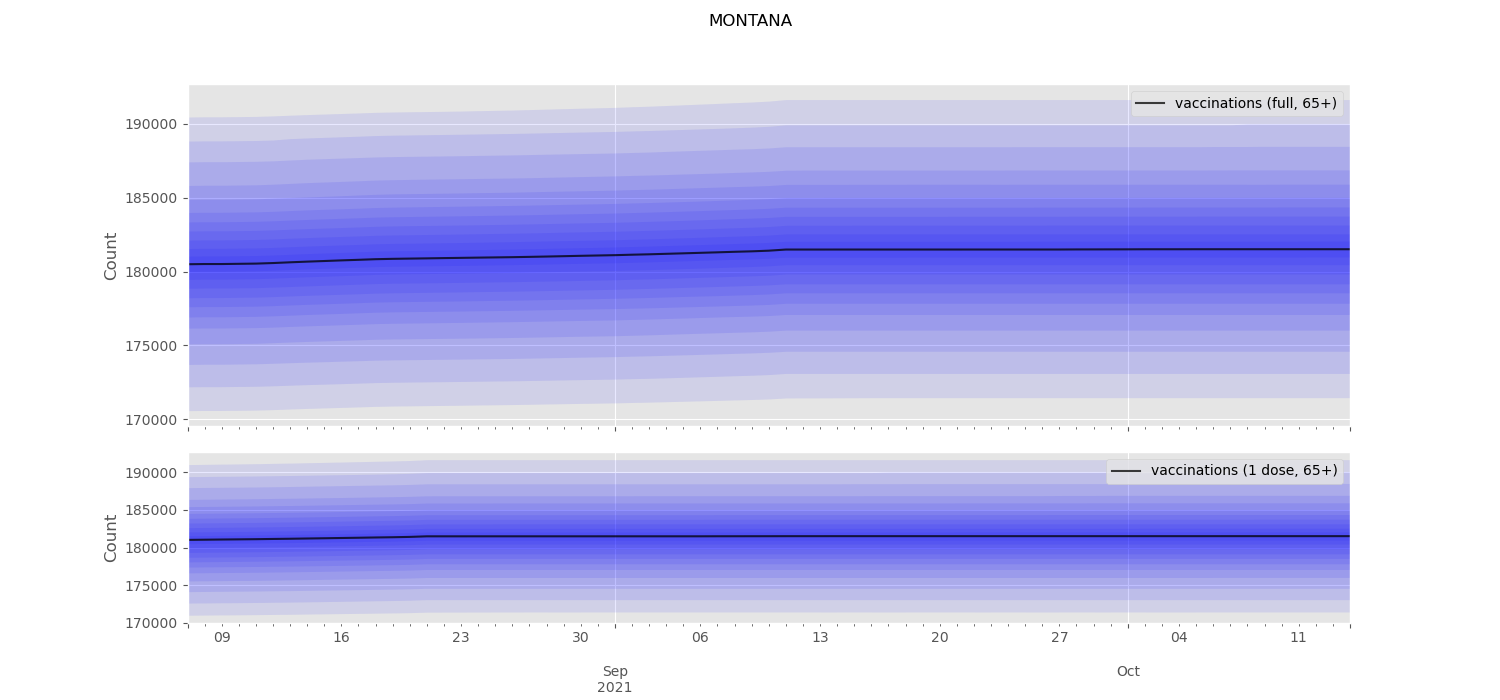 MONTANA
vaccinations (full, 65+)
190000
185000
180000
175000
170000
Count
vaccinations (1 dose, 65+)
190000
185000
180000
175000
170000
Count
09 16 23 30 06 13 20 27 04 11
Sep Oct
2021